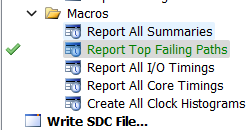 Macros
Report All Summaries
Report Top Failing Paths
Report All I/O Timings
Report All Core Timings
Create All Clock Histograms
Write SDC File...